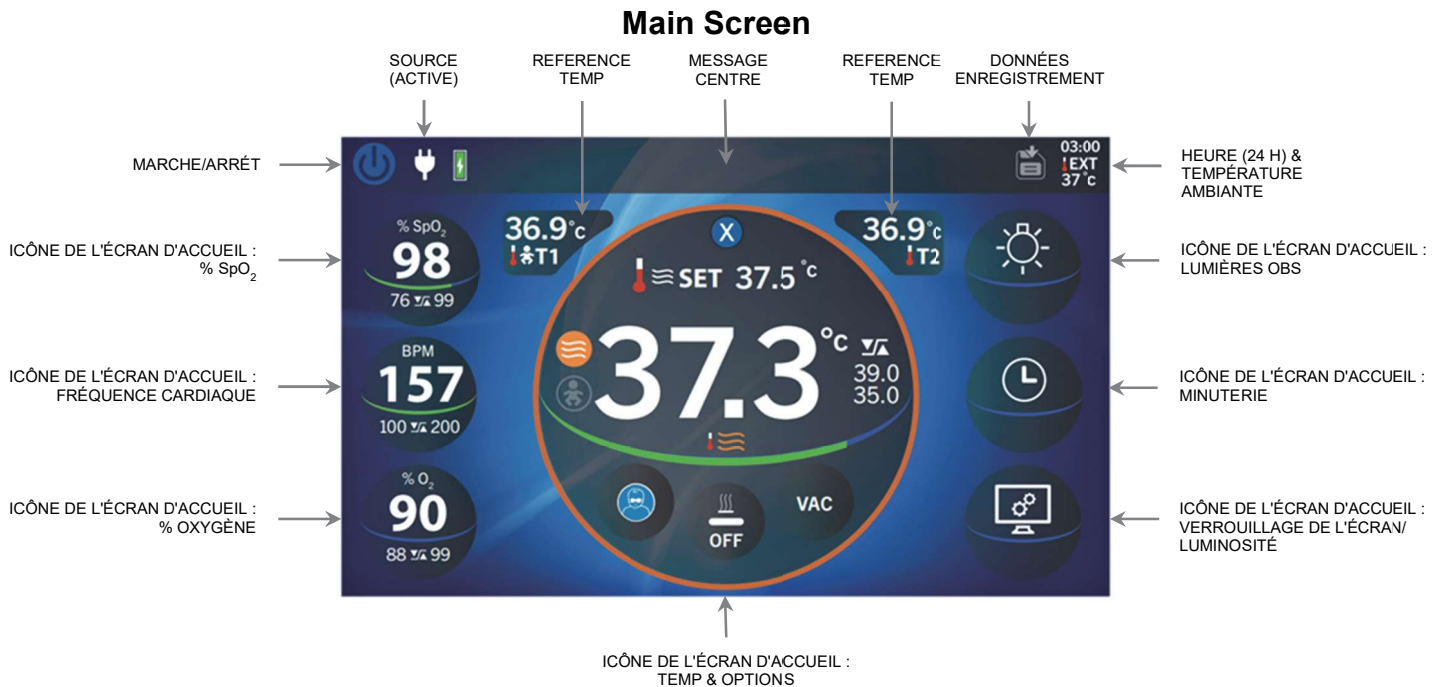 Main Screen
SOURCE
(ACTIVE)
REFERENCE
TEMP
MESSAGE
CENTRE
REFERENCE
TEMP
DONNÉES
ENREGISTREMENT
MARCHE/ARRÉT
ICÔNE DE L'ÉCRAN D'ACCUEIL :
% SpO₂
ICÔNE DE L'ÉCRAN D'ACCUEIL :
FRÉQUENCE CARDIAQUE
ICÔNE DE L'ÉCRAN D'ACCUEIL :
% OXYGÈNE
03:00
EXT
37°c
% SpO₂
98
76 99
BPM
157
100 200
% O₂
90
88 99
36.9°c
T1
X
SET 37.5°c
37.3°c
39.0
35.0
OFF
VAC
36.9°c
T2
HEURE (24 H) &
TEMPÉRATURE
AMBIANTE
ICÔNE DE L'ÉCRAN D'ACCUEIL :
LUMIÈRES OBS
ICÔNE DE L'ÉCRAN D'ACCUEIL :
MINUTERIE
ICÔNE DE L'ÉCRAN D'ACCUEIL :
VERROUILLAGE DE L'ÉCRAN/
LUMINOSITÉ
ICÔNE DE L'ÉCRAN D'ACCUEIL :
TEMP & OPTIONS